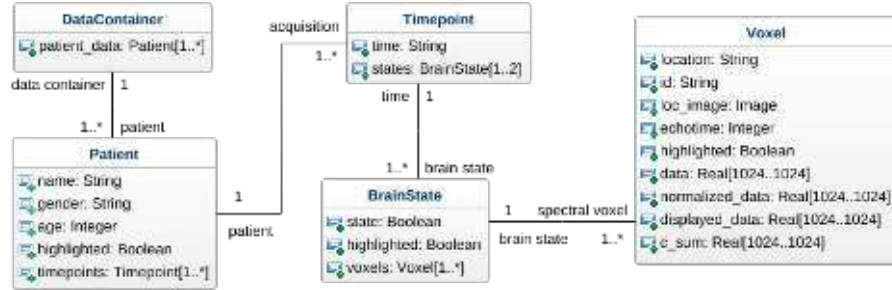 DataContainer
patient_data: Patient[1..*]
data container
1
1..*
patient
Patient
name: String
gender: String
age: Integer
highlighted: Boolean
timepoints: Timepoint[1..*]
acquisition
1..*
1
patient
Timepoint
time: String
states: BrainState[1..2]
time
1
1..*
brain state
BrainState
state: Boolean
highlighted: Boolean
voxels: Voxel[1..*]
1
spectral voxel
brain state
1..*
Voxel
location: String
id: String
loc_image: Image
echotime: Integer
highlighted: Boolean
data: Real[1024..1024]
normalized_data: Real[1024..1024]
displayed_data: Real[1024..1024]
c_sum: Real[1024..1024]